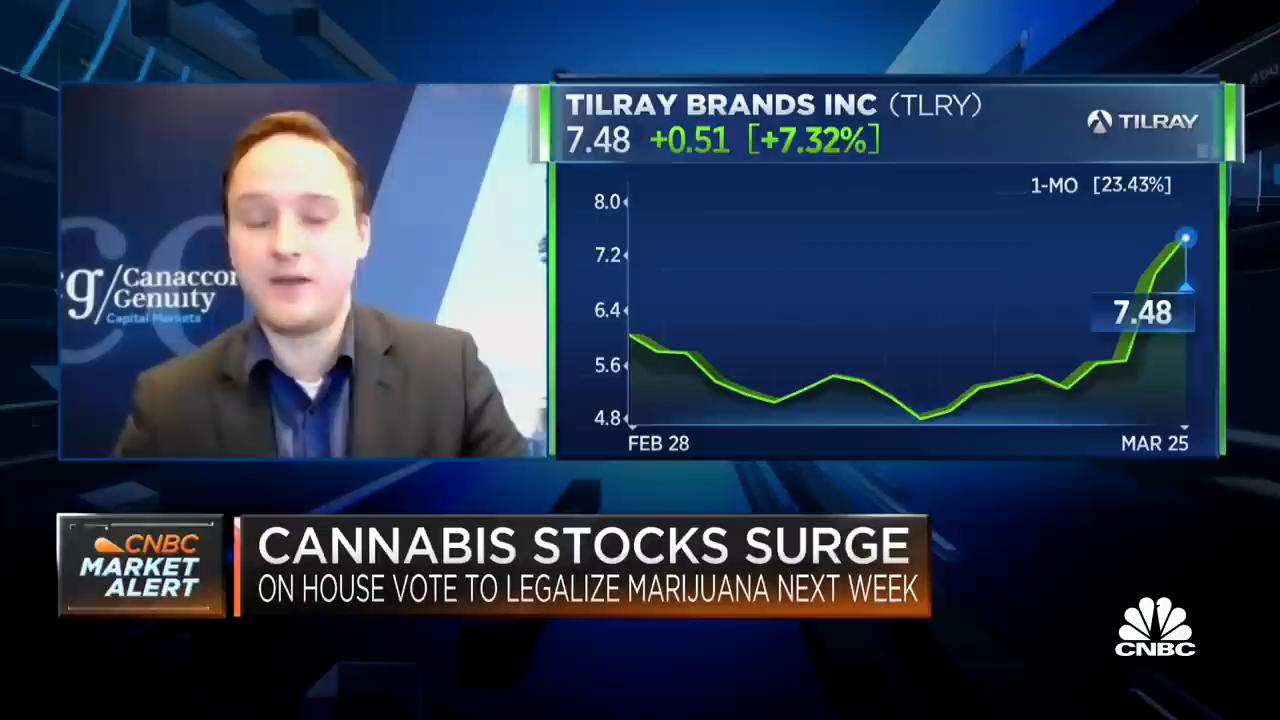 TILRAY BRANDS INC (TLRY)
7.48 +0.51 [+7.32%]
TILRAY
1-MO [23.43%]
8.0
7.2
6.4
5.6
4.8
7.48
FEB 28
MAR 25
cg/Canaccor
Genuity
Capital Markets
CNBC
MARKET
ALERT
CANNABIS STOCKS SURGE
ON HOUSE VOTE TO LEGALIZE MARIJUANA NEXT WEEK
CNBC